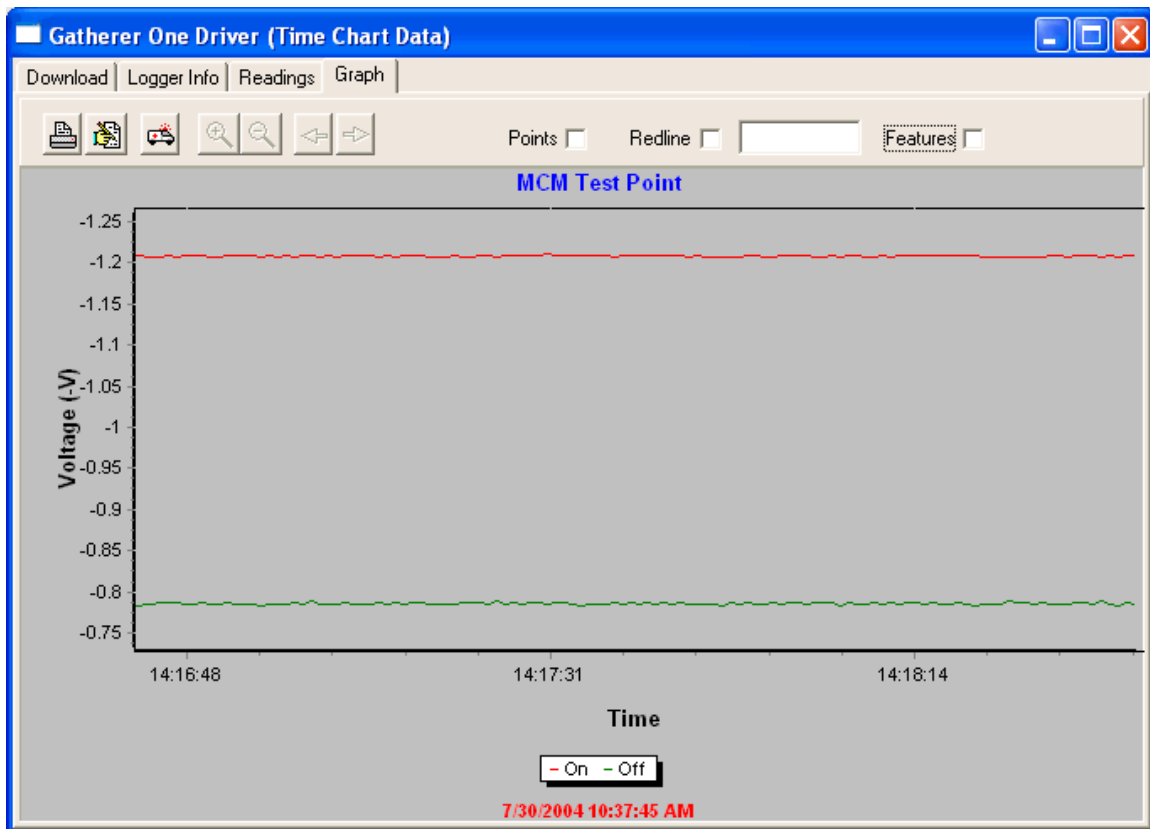 Gatherer One Driver (Time Chart Data)
Download Logger Info Readings Graph
Points Redline Features
MCM Test Point
-1.25
-1.2
-1.15
-1.1
-1.05
-1
-0.95
-0.9
-0.85
-0.8
-0.75
Voltage (-V)
14:16:48 14:17:31 14:18:14
Time
On Off
7/30/2004 10:37:45 AM